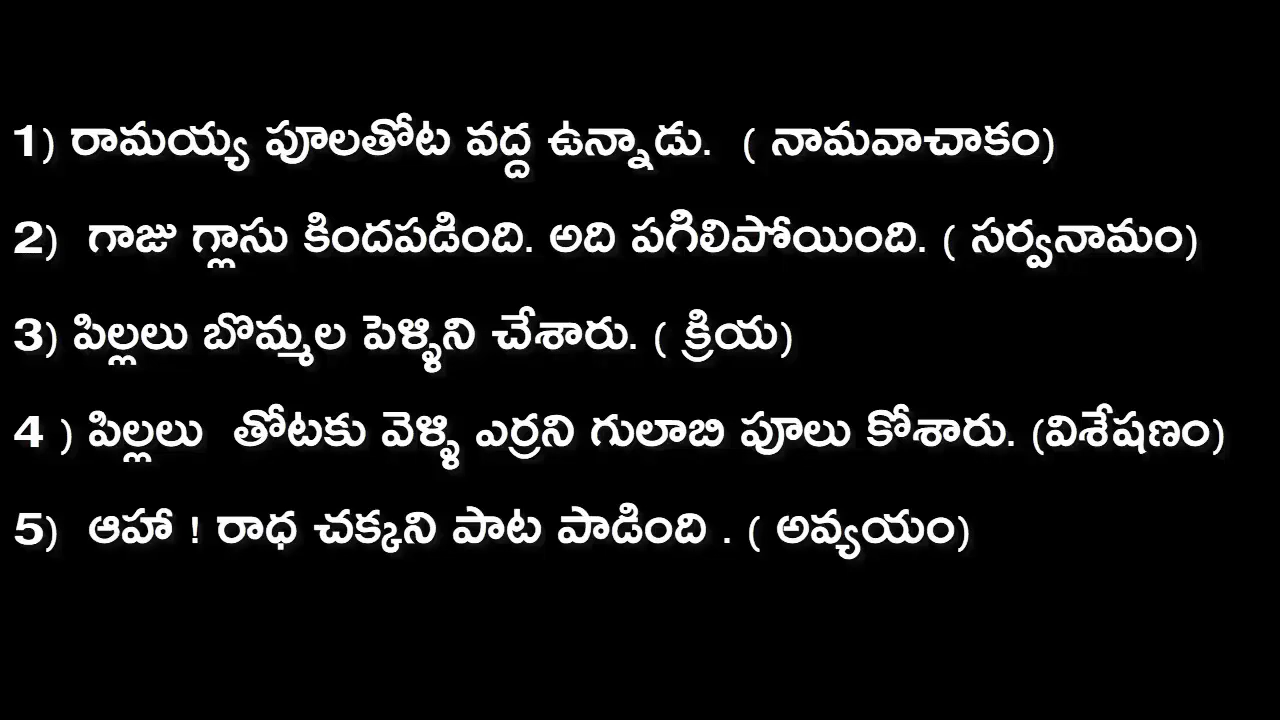 1) రామయ్య పూలతోట వద్ద ఉన్నాడు. ( నామవాచాకం)
2) గాజు గ్లాసు కిందపడింది. అది పగిలిపోయింది. ( సర్వనామం)
3) పిల్లలు బొమ్మల పెళ్ళిని చేశారు. ( క్రియ)
4 ) పిల్లలు తోటకు వెళ్ళి ఎర్రని గులాబి పూలు కోశారు. (విశేషణం)
5) ఆహా ! రాధ చక్కని పాట పాడింది . ( అవ్యయం)